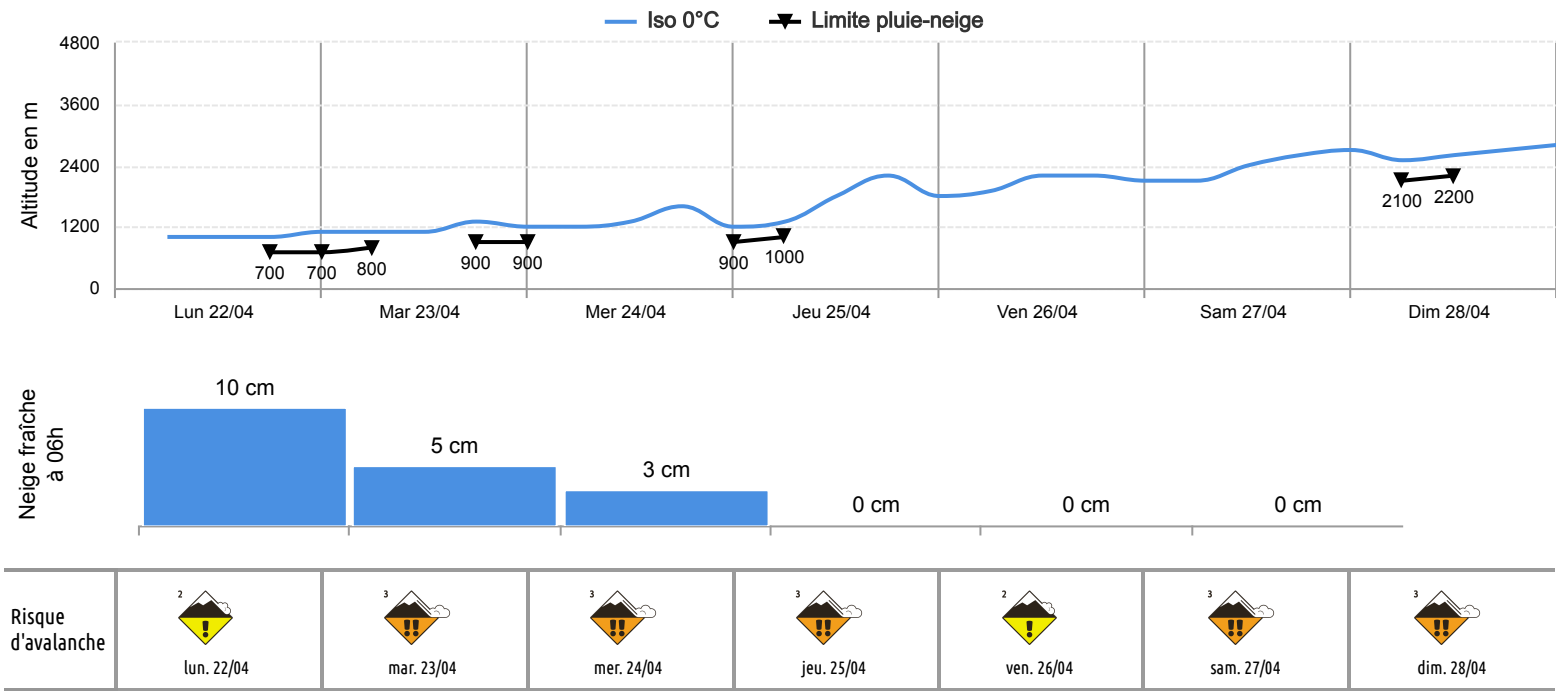 Iso 0°C Limite pluie-neige
Altitude en m
4800
3600
2400
1200
0
700 700 800 900 900 900 1000 2100 2200
Lun 22/04 Mar 23/04 Mer 24/04 Jeu 25/04 Ven 26/04 Sam 27/04 Dim 28/04
Neige fraîche
à 06h
10 cm 5 cm 3 cm 0 cm 0 cm 0 cm
Risque
d'avalanche
2 3 3 3 2 3 3
! !! !! !! ! !! !!
lun. 22/04 mar. 23/04 mer. 24/04 jeu. 25/04 ven. 26/04 sam. 27/04 dim. 28/04